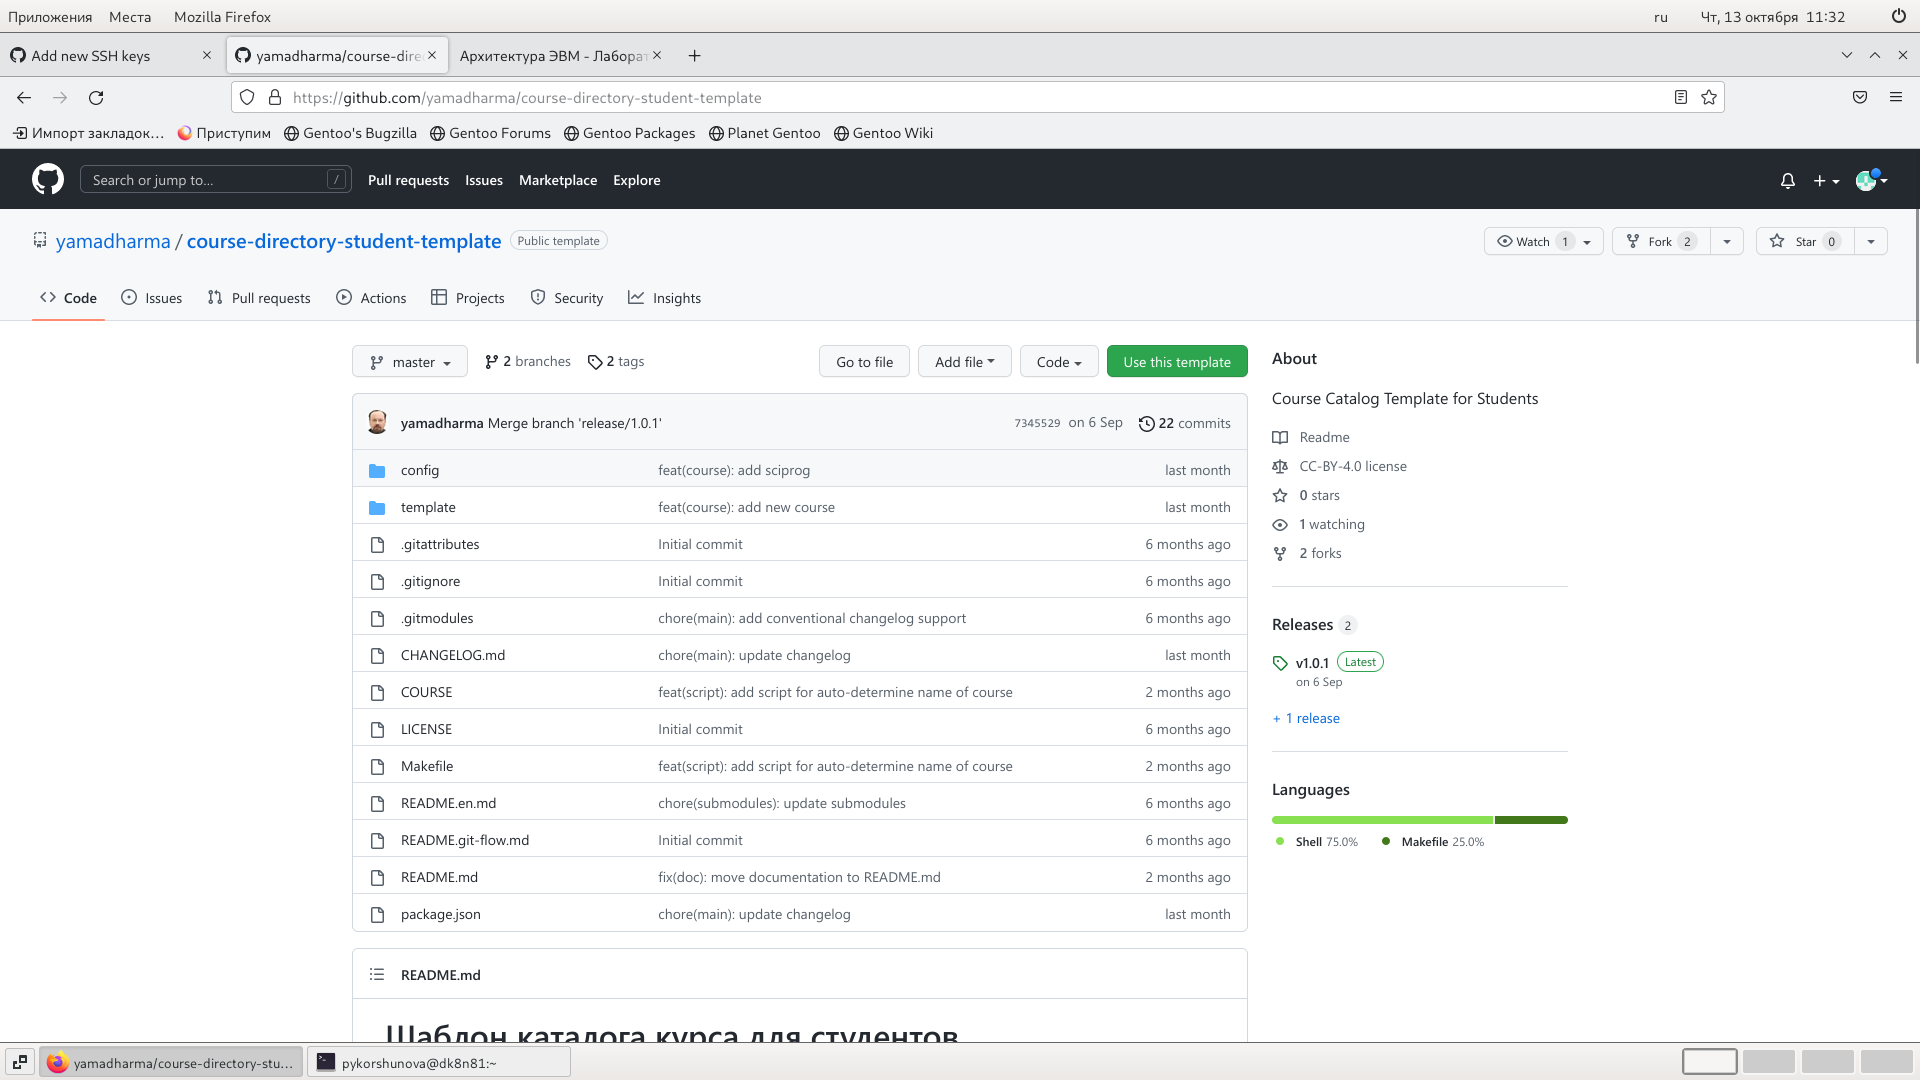 Приложения Места Mozilla Firefox ru Чт, 13 октября 11:32
Add new SSH keys yamadharma/course-dire Архитектура ЭВМ - Лаборат
https://github.com/yamadharma/course-directory-student-template
Импорт закладок... Приступим Gentoo's Bugzilla Gentoo Forums Gentoo Packages Planet Gentoo Gentoo Wiki
Search or jump to... / Pull requests Issues Marketplace Explore
yamadharma / course-directory-student-template Public template Watch 1 Fork 2 Star 0
Code Issues Pull requests Actions Projects Security Insights
master 2 branches 2 tags Go to file Add file Code Use this template
yamadharma Merge branch 'release/1.0.1' 7345529 on 6 Sep 22 commits
config feat(course): add sciprog last month
template feat(course): add new course last month
.gitattributes Initial commit 6 months ago
.gitignore Initial commit 6 months ago
.gitmodules chore(main): add conventional changelog support 6 months ago
CHANGELOG.md chore(main): update changelog last month
COURSE feat(script): add script for auto-determine name of course 2 months ago
LICENSE Initial commit 6 months ago
Makefile feat(script): add script for auto-determine name of course 2 months ago
README.en.md chore(submodules): update submodules 6 months ago
README.git-flow.md Initial commit 6 months ago
README.md fix(doc): move documentation to README.md 2 months ago
package.json chore(main): update changelog last month
README.md
Шаблон каталога курса для студентов
About
Course Catalog Template for Students
Readme
CC-BY-4.0 license
0 stars
1 watching
2 forks
Releases 2
v1.0.1 Latest
on 6 Sep
+ 1 release
Languages
Shell 75.0% Makefile 25.0%
yamadharma/course-directory-stu... pykorshunova@dk8n81:~